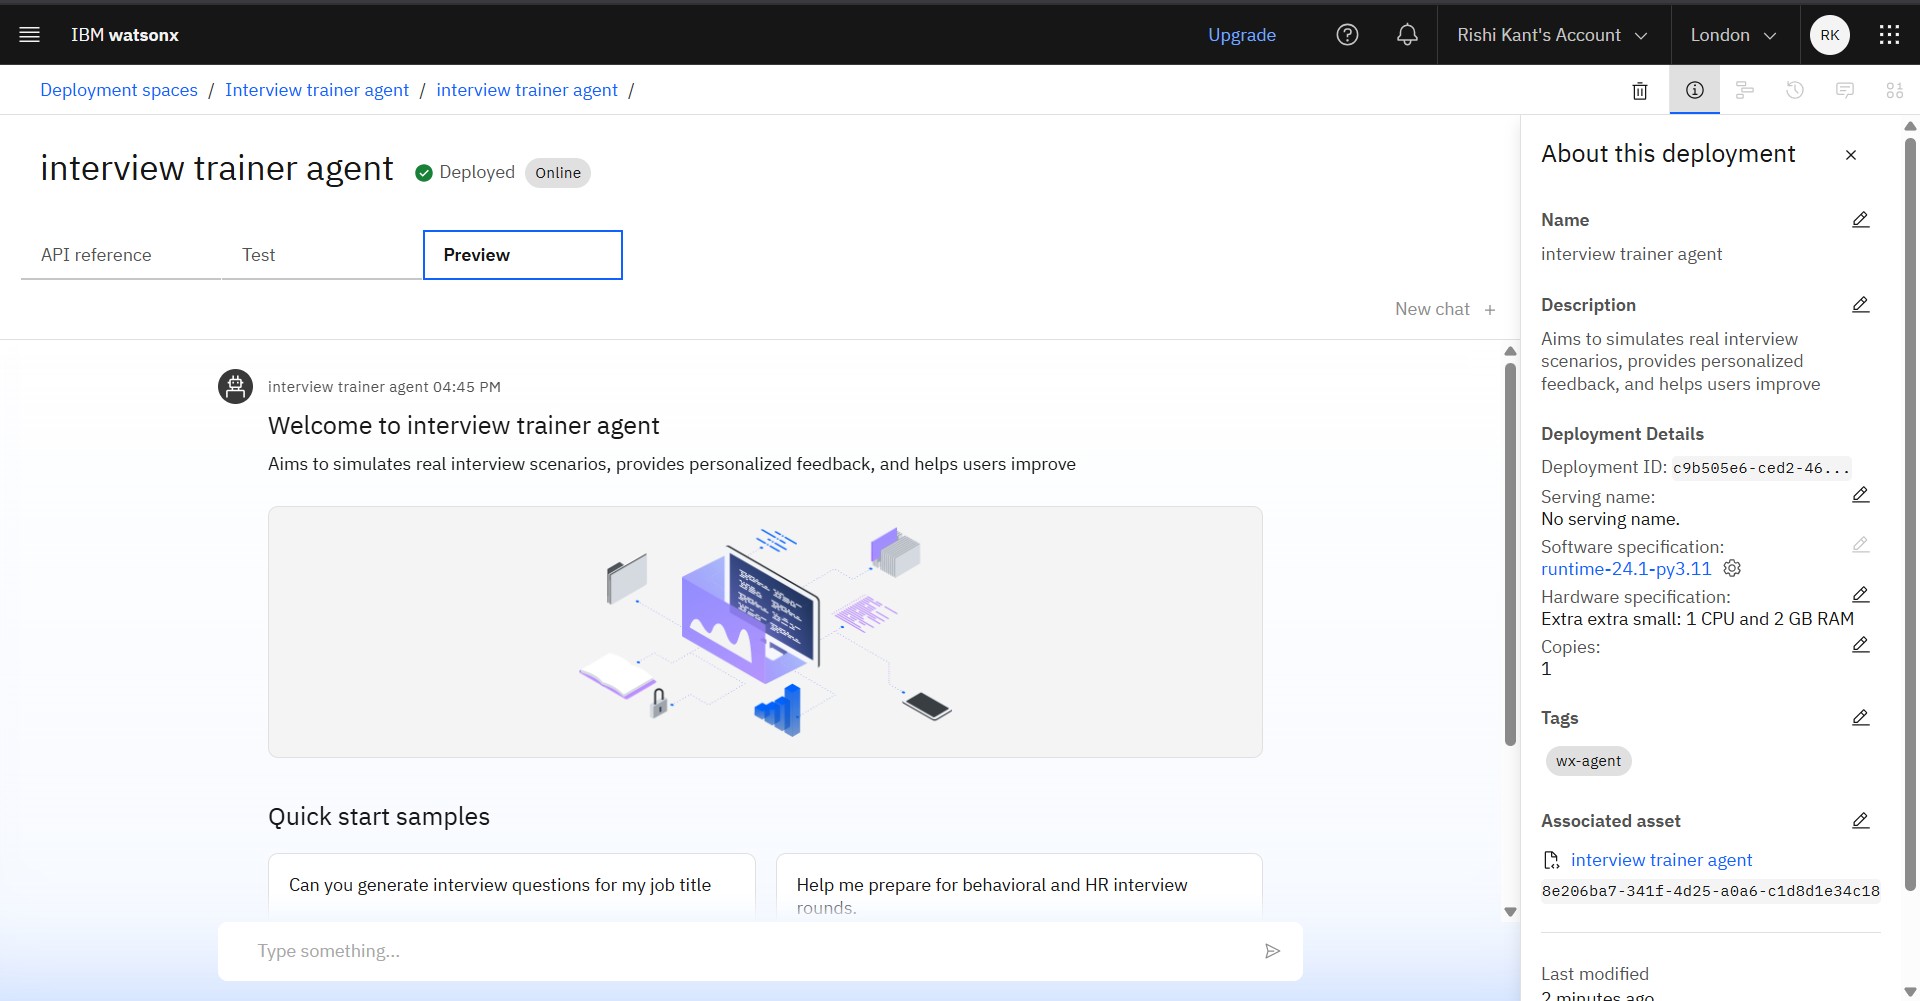 IBM watsonx
Upgrade
Rishi Kant's Account
London
RK
Deployment spaces / Interview trainer agent / interview trainer agent /
interview trainer agent
Deployed
Online
API reference
Test
Preview
New chat +
interview trainer agent 04:45 PM
Welcome to interview trainer agent
Aims to simulates real interview scenarios, provides personalized feedback, and helps users improve
Quick start samples
Can you generate interview questions for my job title
Help me prepare for behavioral and HR interview
rounds.
Type something...
About this deployment
Name
interview trainer agent
Description
Aims to simulates real interview
scenarios, provides personalized
feedback, and helps users improve
Deployment Details
Deployment ID: c9b505e6-ced2-46...
Serving name:
No serving name.
Software specification:
runtime-24.1-py3.11
Hardware specification:
Extra extra small: 1 CPU and 2 GB RAM
Copies:
1
Tags
wx-agent
Associated asset
interview trainer agent
8e206ba7-341f-4d25-a0a6-c1d8d1e34c18
Last modified
2 minutes ago